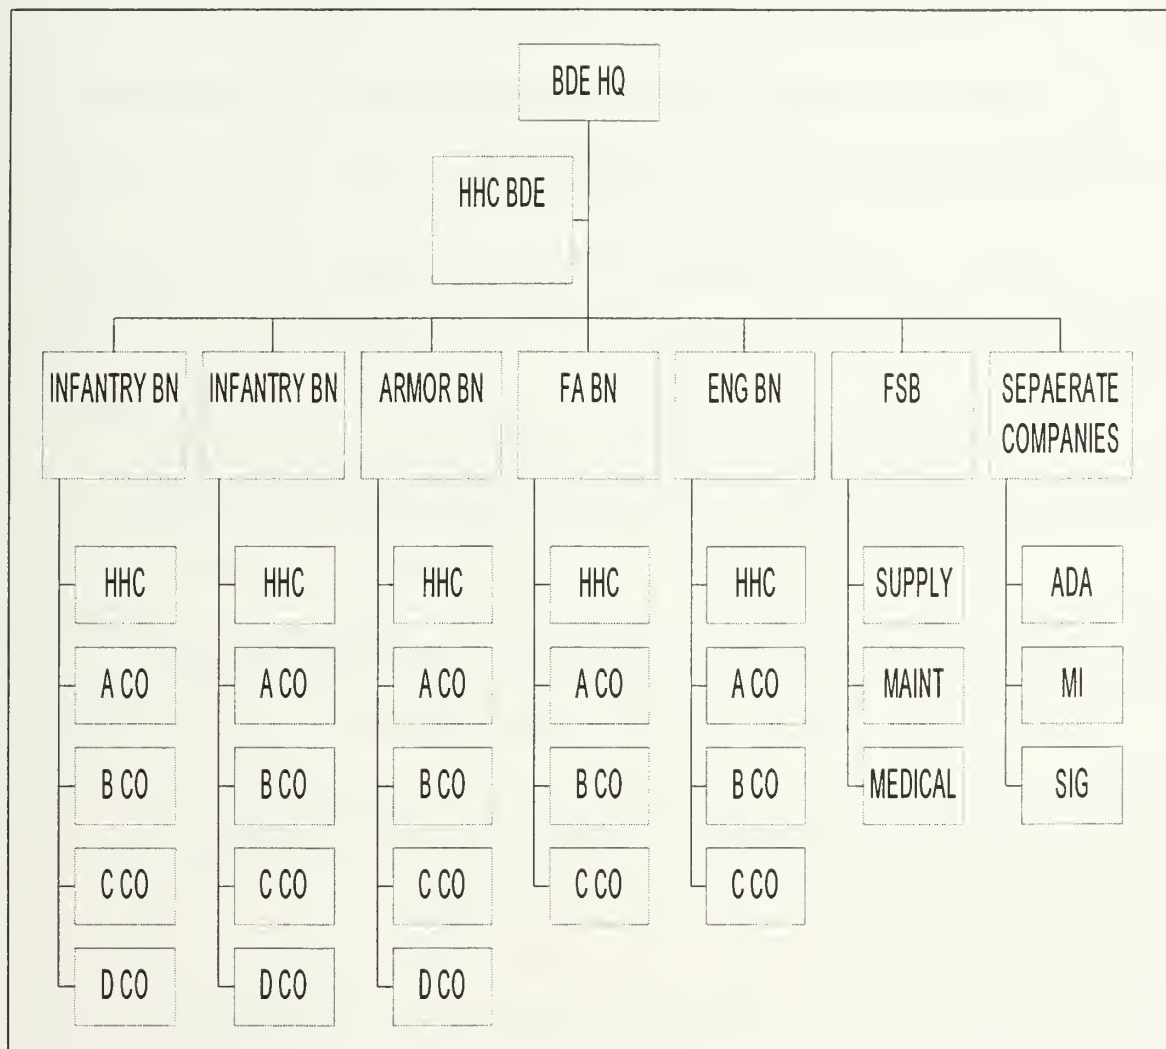 BDE HQ
HHC BDE
INFANTRY BN
INFANTRY BN
ARMOR BN
FA BN
ENG BN
FSB
SEPAERATE
COMPANIES
HHC
HHC
HHC
HHC
HHC
SUPPLY
ADA
A CO
A CO
A CO
A CO
A CO
MAINT
MI
B CO
B CO
B CO
B CO
B CO
MEDICAL
SIG
C CO
C CO
C CO
C CO
C CO
D CO
D CO
D CO